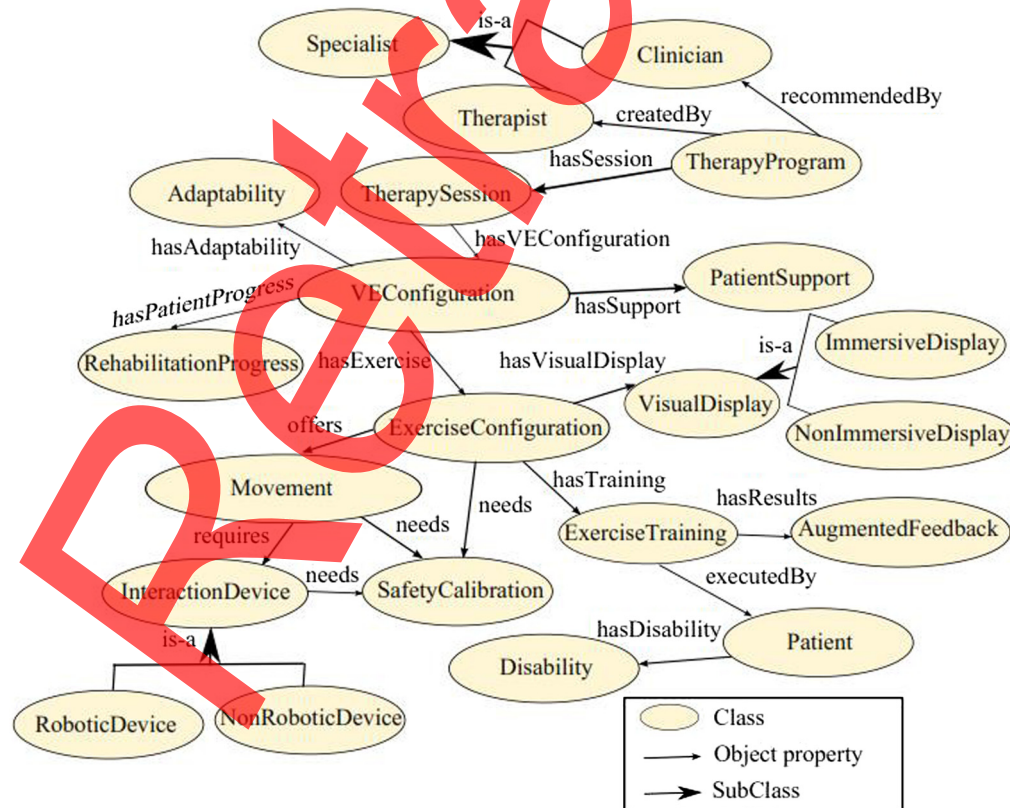 is-a
Specialist
Clinician
recommendedBy
Therapist
createdBy
hasSession
TherapyProgram
Adaptability
TherapySession
hasAdaptability
hasVEConfiguration
PatientSupport
VEConfiguration
hasSupport
hasPatientProgress
ImmersiveDisplay
RehabilitationProgress
hasExercise
hasVisualDisplay
is-a
VisualDisplay
offers
ExerciseConfiguration
NonImmersiveDisplay
Movement
hasTraining
needs
hasResults
requires
needs
ExerciseTraining
AugmentedFeedback
InteractionDevice
needs
SafetyCalibration
executedBy
is-a
hasDisability
Patient
Disability
RoboticDevice
NonRoboticDevice
Class
Object property
SubClass
Retra